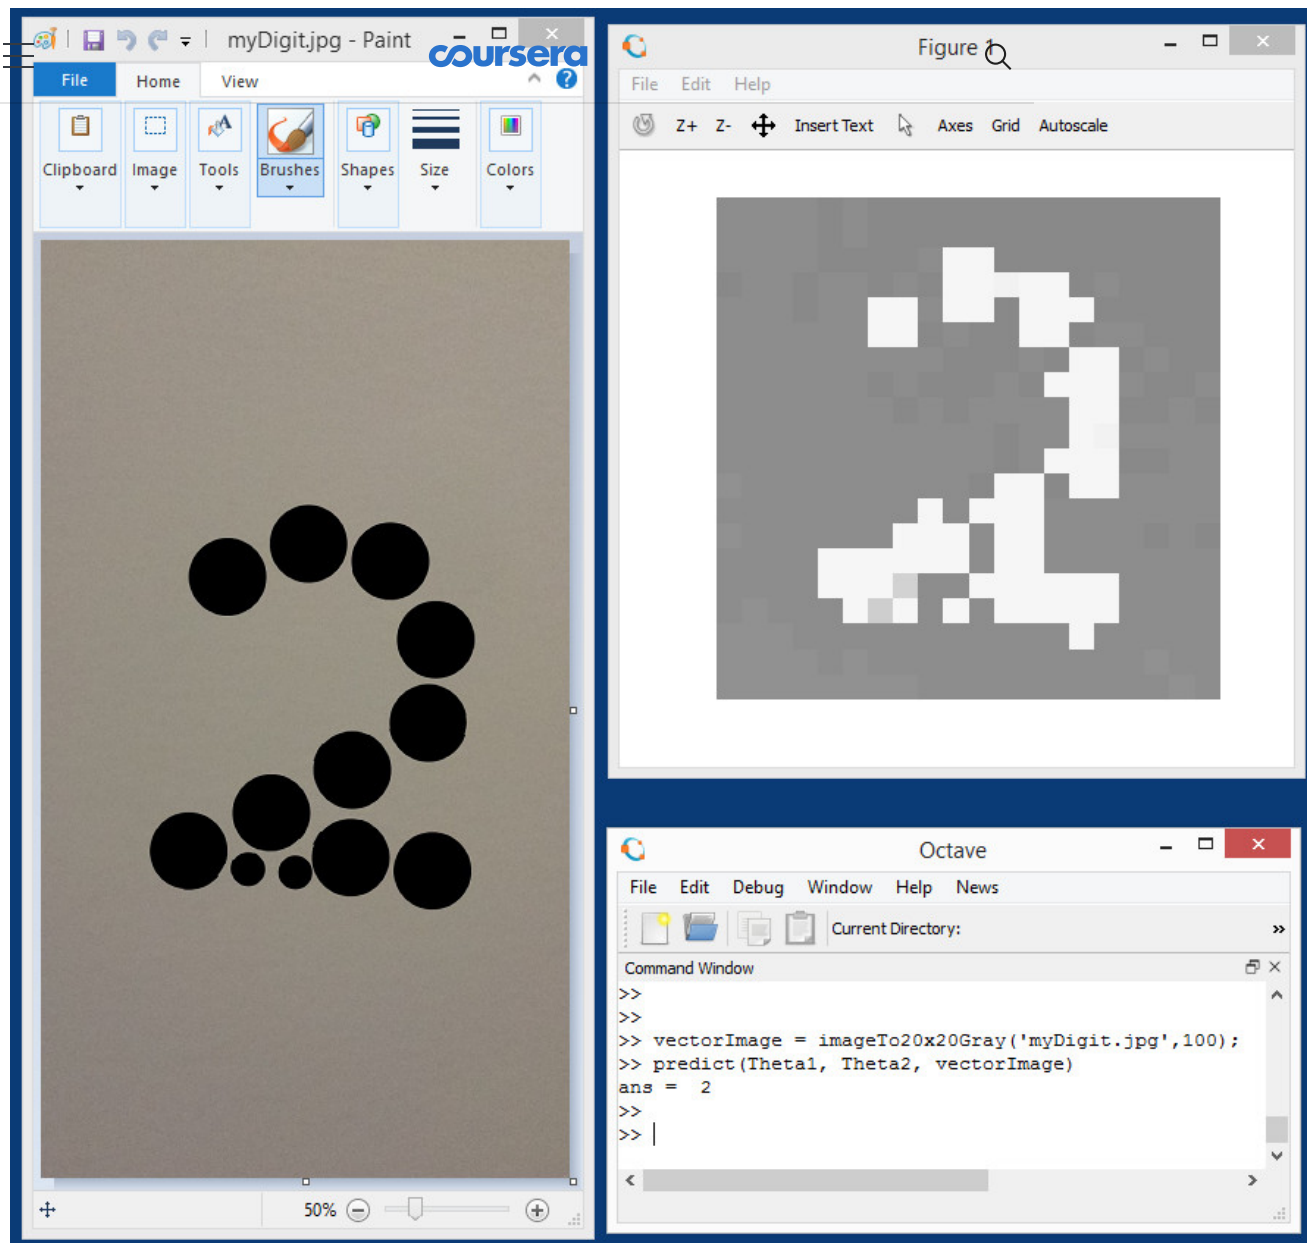 myDigit.jpg - Paint
coursera
File Home View
Clipboard Image Tools Brushes Shapes Size Colors
50%
Figure 1
File Edit Help
Z+ Z- Insert Text Axes Grid Autoscale
Octave
File Edit Debug Window Help News
Current Directory:
Command Window
>>
>>
>> vectorImage = imageTo20x20Gray('myDigit.jpg',100);
>> predict(Theta1, Theta2, vectorImage)
ans = 2
>>
>>